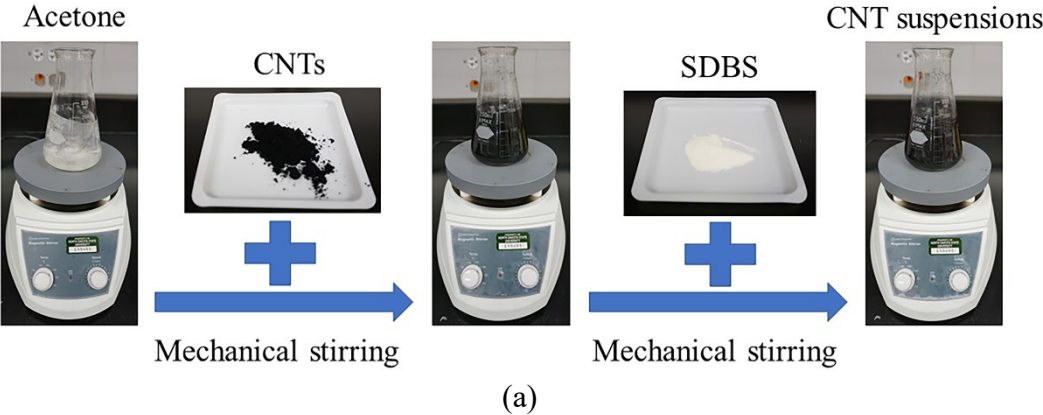 Acetone
CNT suspensions
CNTs
SDBS
Mechanical stirring
Mechanical stirring
(a)